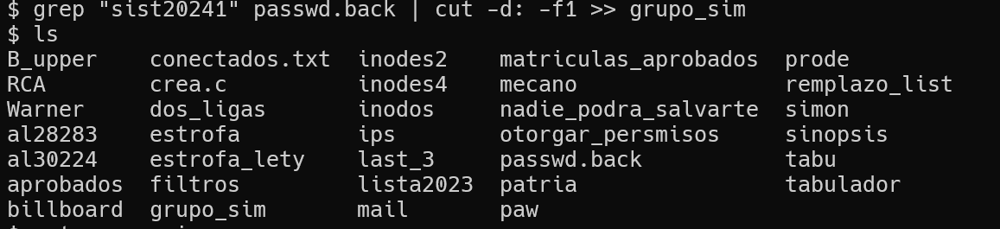 $ grep "sist20241" passwd.back | cut -d: -f1 >> grupo_sim
$ ls
B_upper conectados.txt inodes2 matriculas_aprobados prode
RCA crea.c inodes4 mecano remplazo_list
Warner dos_ligas inodos nadie_podra_salvarte simon
al28283 estrofa ips otorgar_persmisos sinopsis
al30224 estrofa_lety last_3 passwd.back tabu
aprobados filtros lista2023 patria tabulador
billboard grupo_sim mail paw